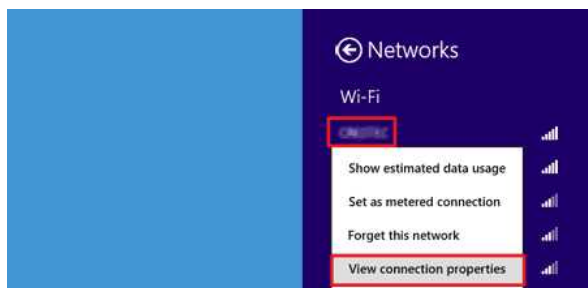 Networks
Wi-Fi
Show estimated data usage
Set as metered connection
Forget this network
View connection properties